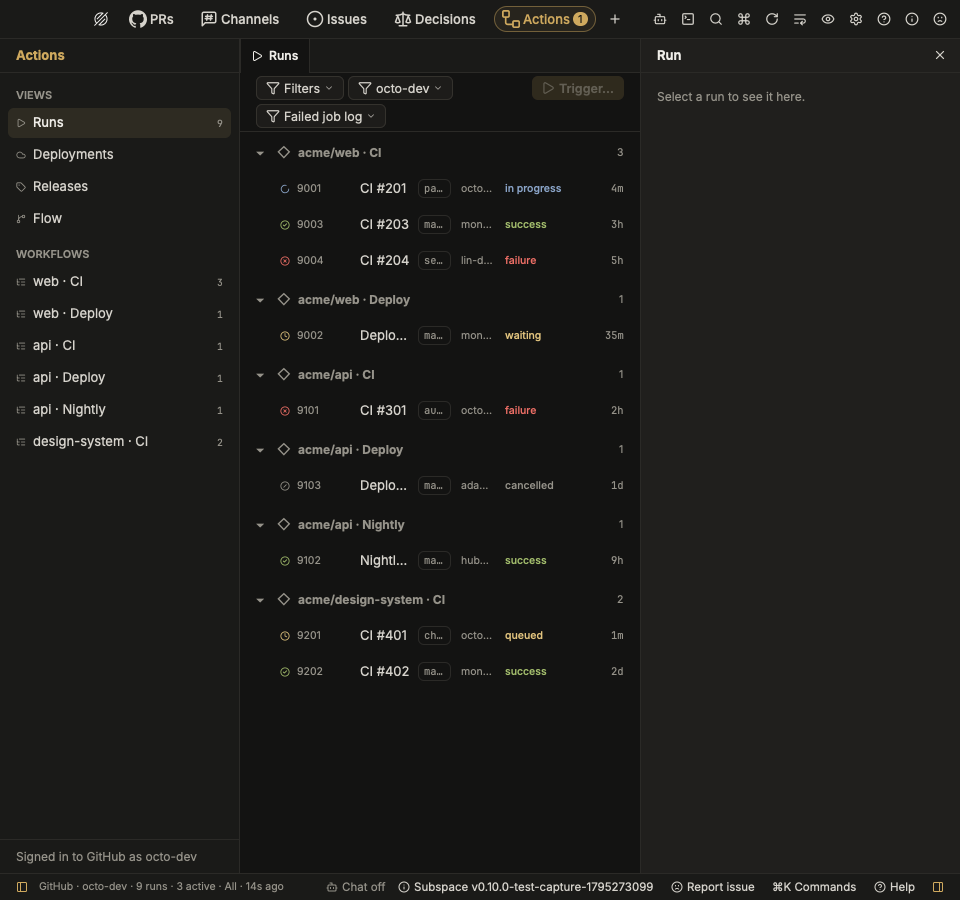 PRs Channels Issues Decisions Actions 1
Actions
Runs
Run
VIEWS
Runs 9
Deployments
Releases
Flow
WORKFLOWS
web · CI 3
web · Deploy 1
api · CI 1
api · Deploy 1
api · Nightly 1
design-system · CI 2
Signed in to GitHub as octo-dev
Filters octo-dev Trigger...
Failed job log
acme/web · CI 3
9001 CI #201 pa… octo… in progress 4m
9003 CI #203 ma… mon… success 3h
9004 CI #204 se… lin-d… failure 5h
acme/web · Deploy 1
9002 Deplo… ma… mon… waiting 35m
acme/api · CI 1
9101 CI #301 au… octo… failure 2h
acme/api · Deploy 1
9103 Deplo… ma… ada… cancelled 1d
acme/api · Nightly 1
9102 Nightl… ma… hub… success 9h
acme/design-system · CI 2
9201 CI #401 ch… octo… queued 1m
9202 CI #402 ma… mon… success 2d
Select a run to see it here.
GitHub · octo-dev · 9 runs · 3 active · All · 14s ago Chat off Subspace v0.10.0-test-capture-1795273099 Report issue ⌘K Commands Help